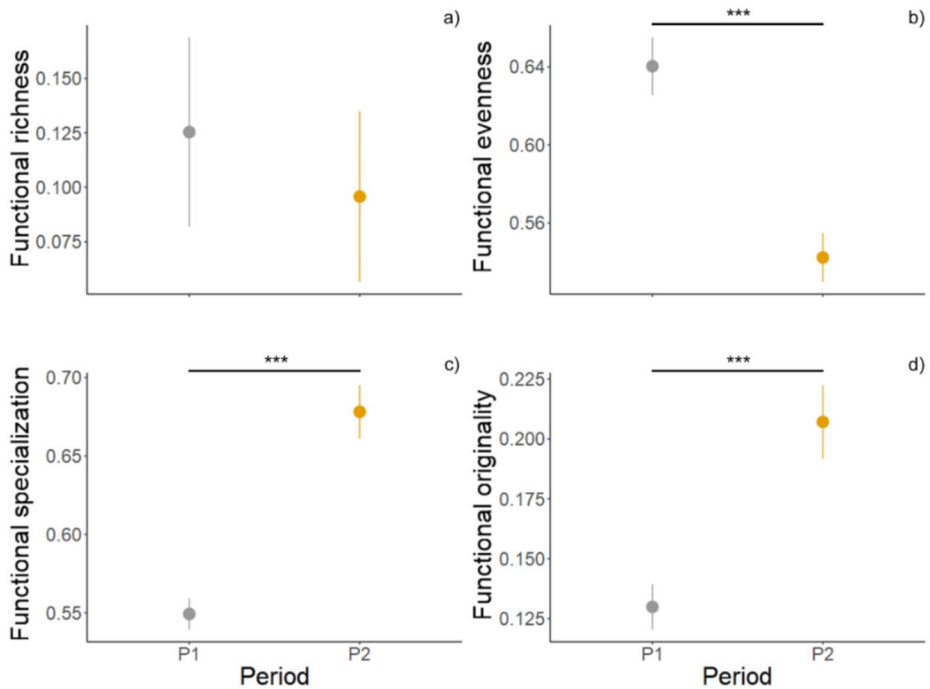 a)
Functional richness
0.150
0.125
0.100
0.075
b)
***
Functional evenness
0.64
0.60
0.56
c)
***
Functional specialization
0.70
0.65
0.60
0.55
P1
P2
Period
d)
***
Functional originality
0.225
0.200
0.175
0.150
0.125
P1
P2
Period